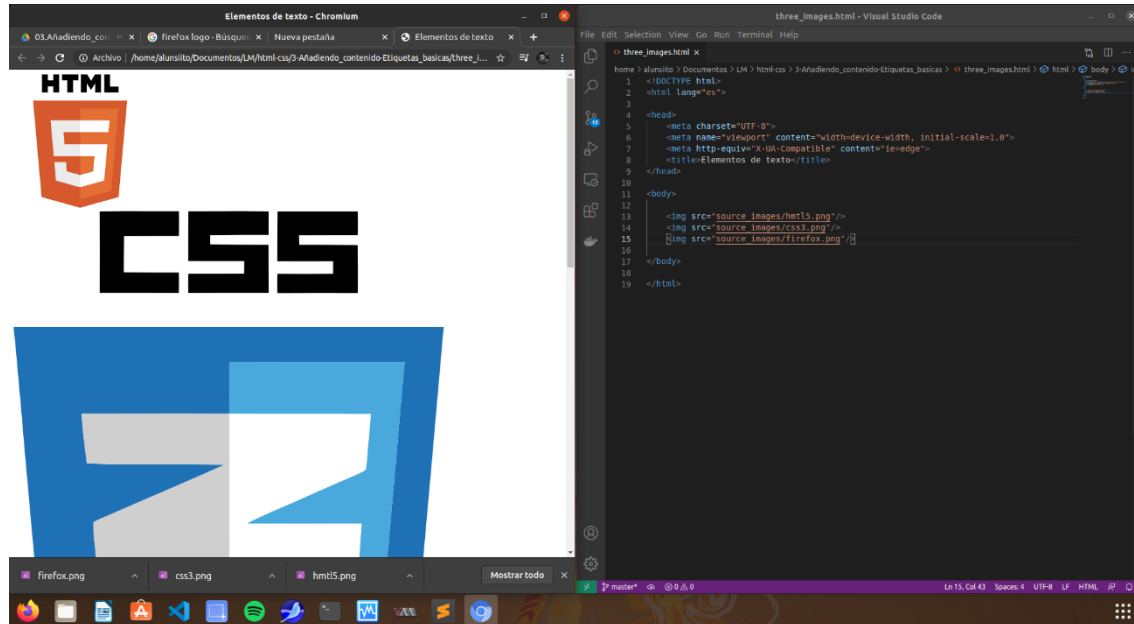 Elementos de texto - Chromium
03.Añadiendo_con
firefox logo - Búsqued
Nueva pestaña
Elementos de texto
Archivo | /home/alunsiito/Documentos/LM/html-css/3-Añadiendo_contenido-Etiquetas_basicas/three_i...
HTML
5
CSS
3
firefox.png
css3.png
hmtl5.png
Mostrar todo
three_images.html - Visual Studio Code
File Edit Selection View Go Run Terminal Help
three_images.html
home > alunsiito > Documentos > LM > html-css > 3-Añadiendo_contenido-Etiquetas_basicas > three_images.html > html > body >
1 <!DOCTYPE html>
2 <html lang="es">
3
4 <head>
5 <meta charset="UTF-8">
6 <meta name="viewport" content="width=device-width, initial-scale=1.0">
7 <meta http-equiv="X-UA-Compatible" content="ie=edge">
8 <title>Elementos de texto</title>
9 </head>
10
11 <body>
12
13 <img src="source_images/hmtl5.png"/>
14 <img src="source_images/css3.png"/>
15 <img src="source_images/firefox.png"/>
16
17 </body>
18
19 </html>
master* 0 0 Ln 15, Col 43 Spaces: 4 UTF-8 LF HTML